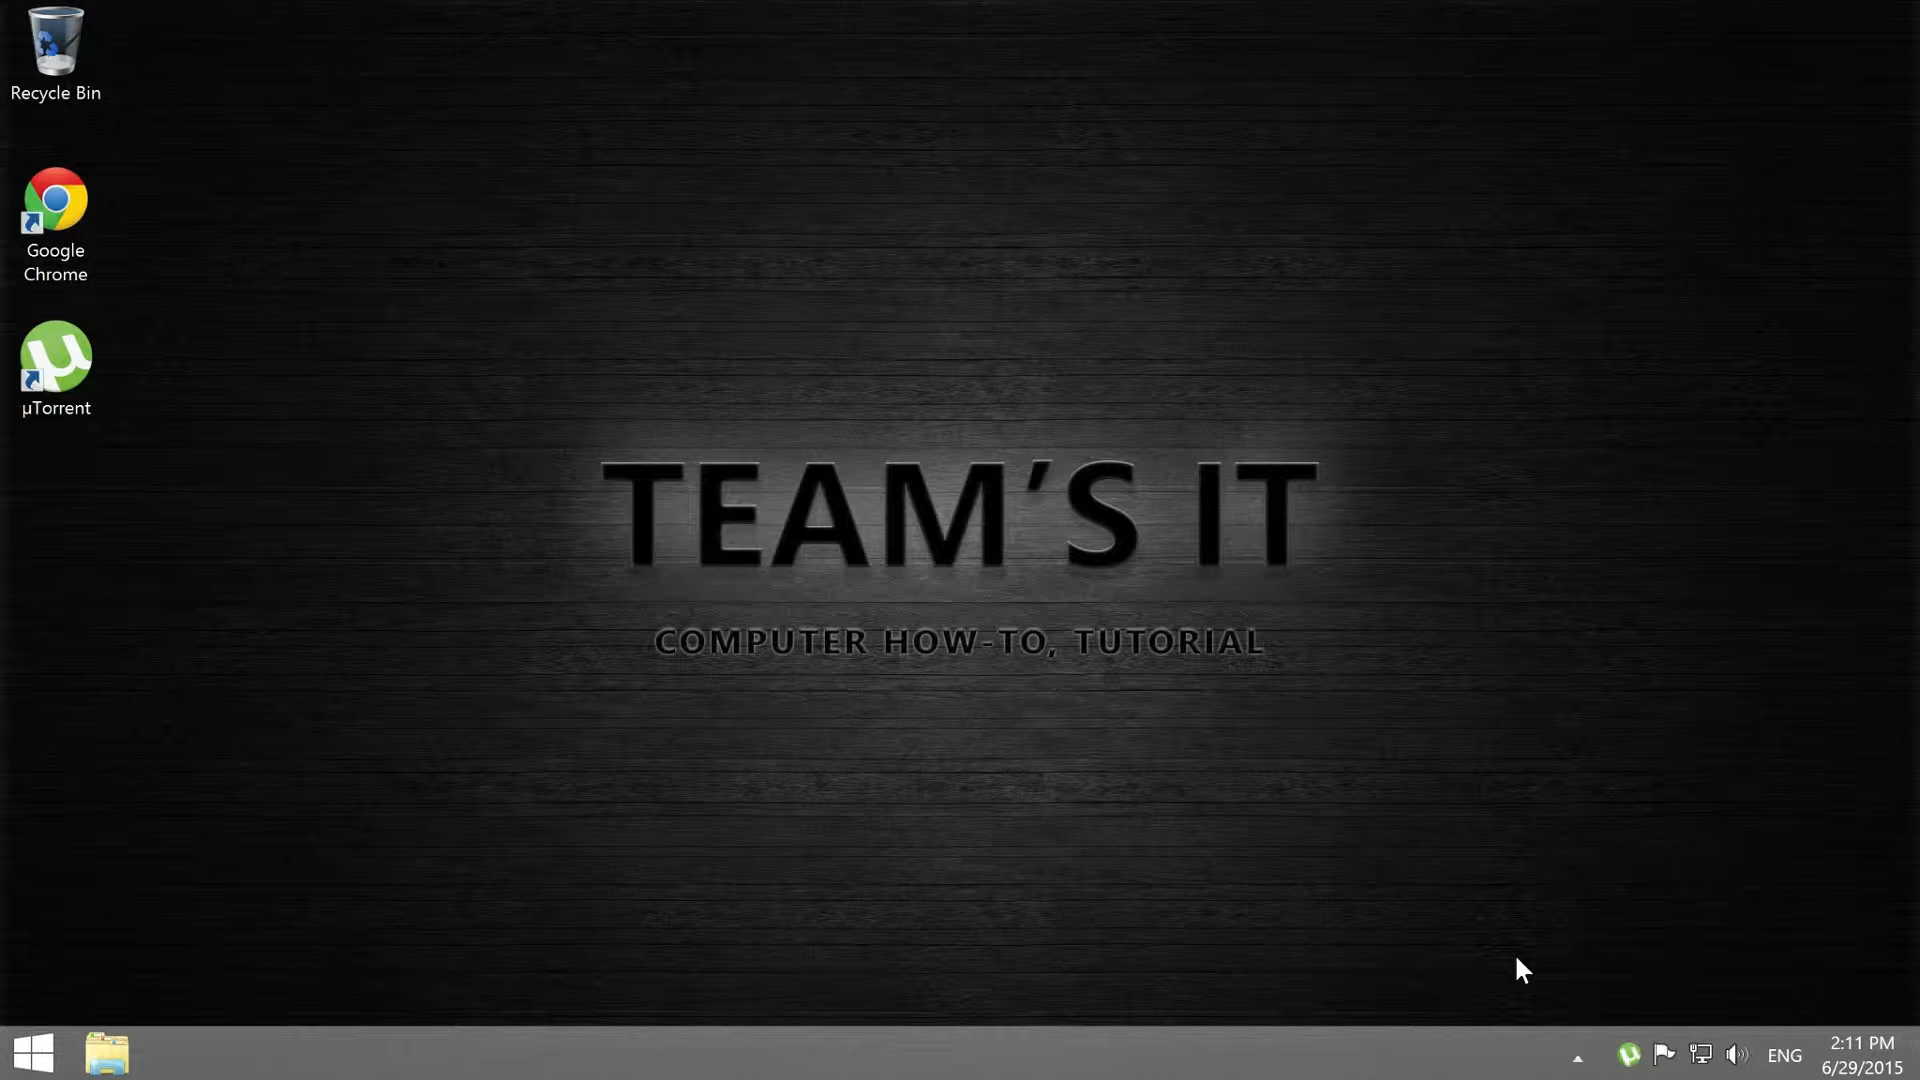 Recycle Bin
Google
Chrome
µTorrent
TEAM'S IT
COMPUTER HOW-TO, TUTORIAL
ENG
2:11 PM
6/29/2015